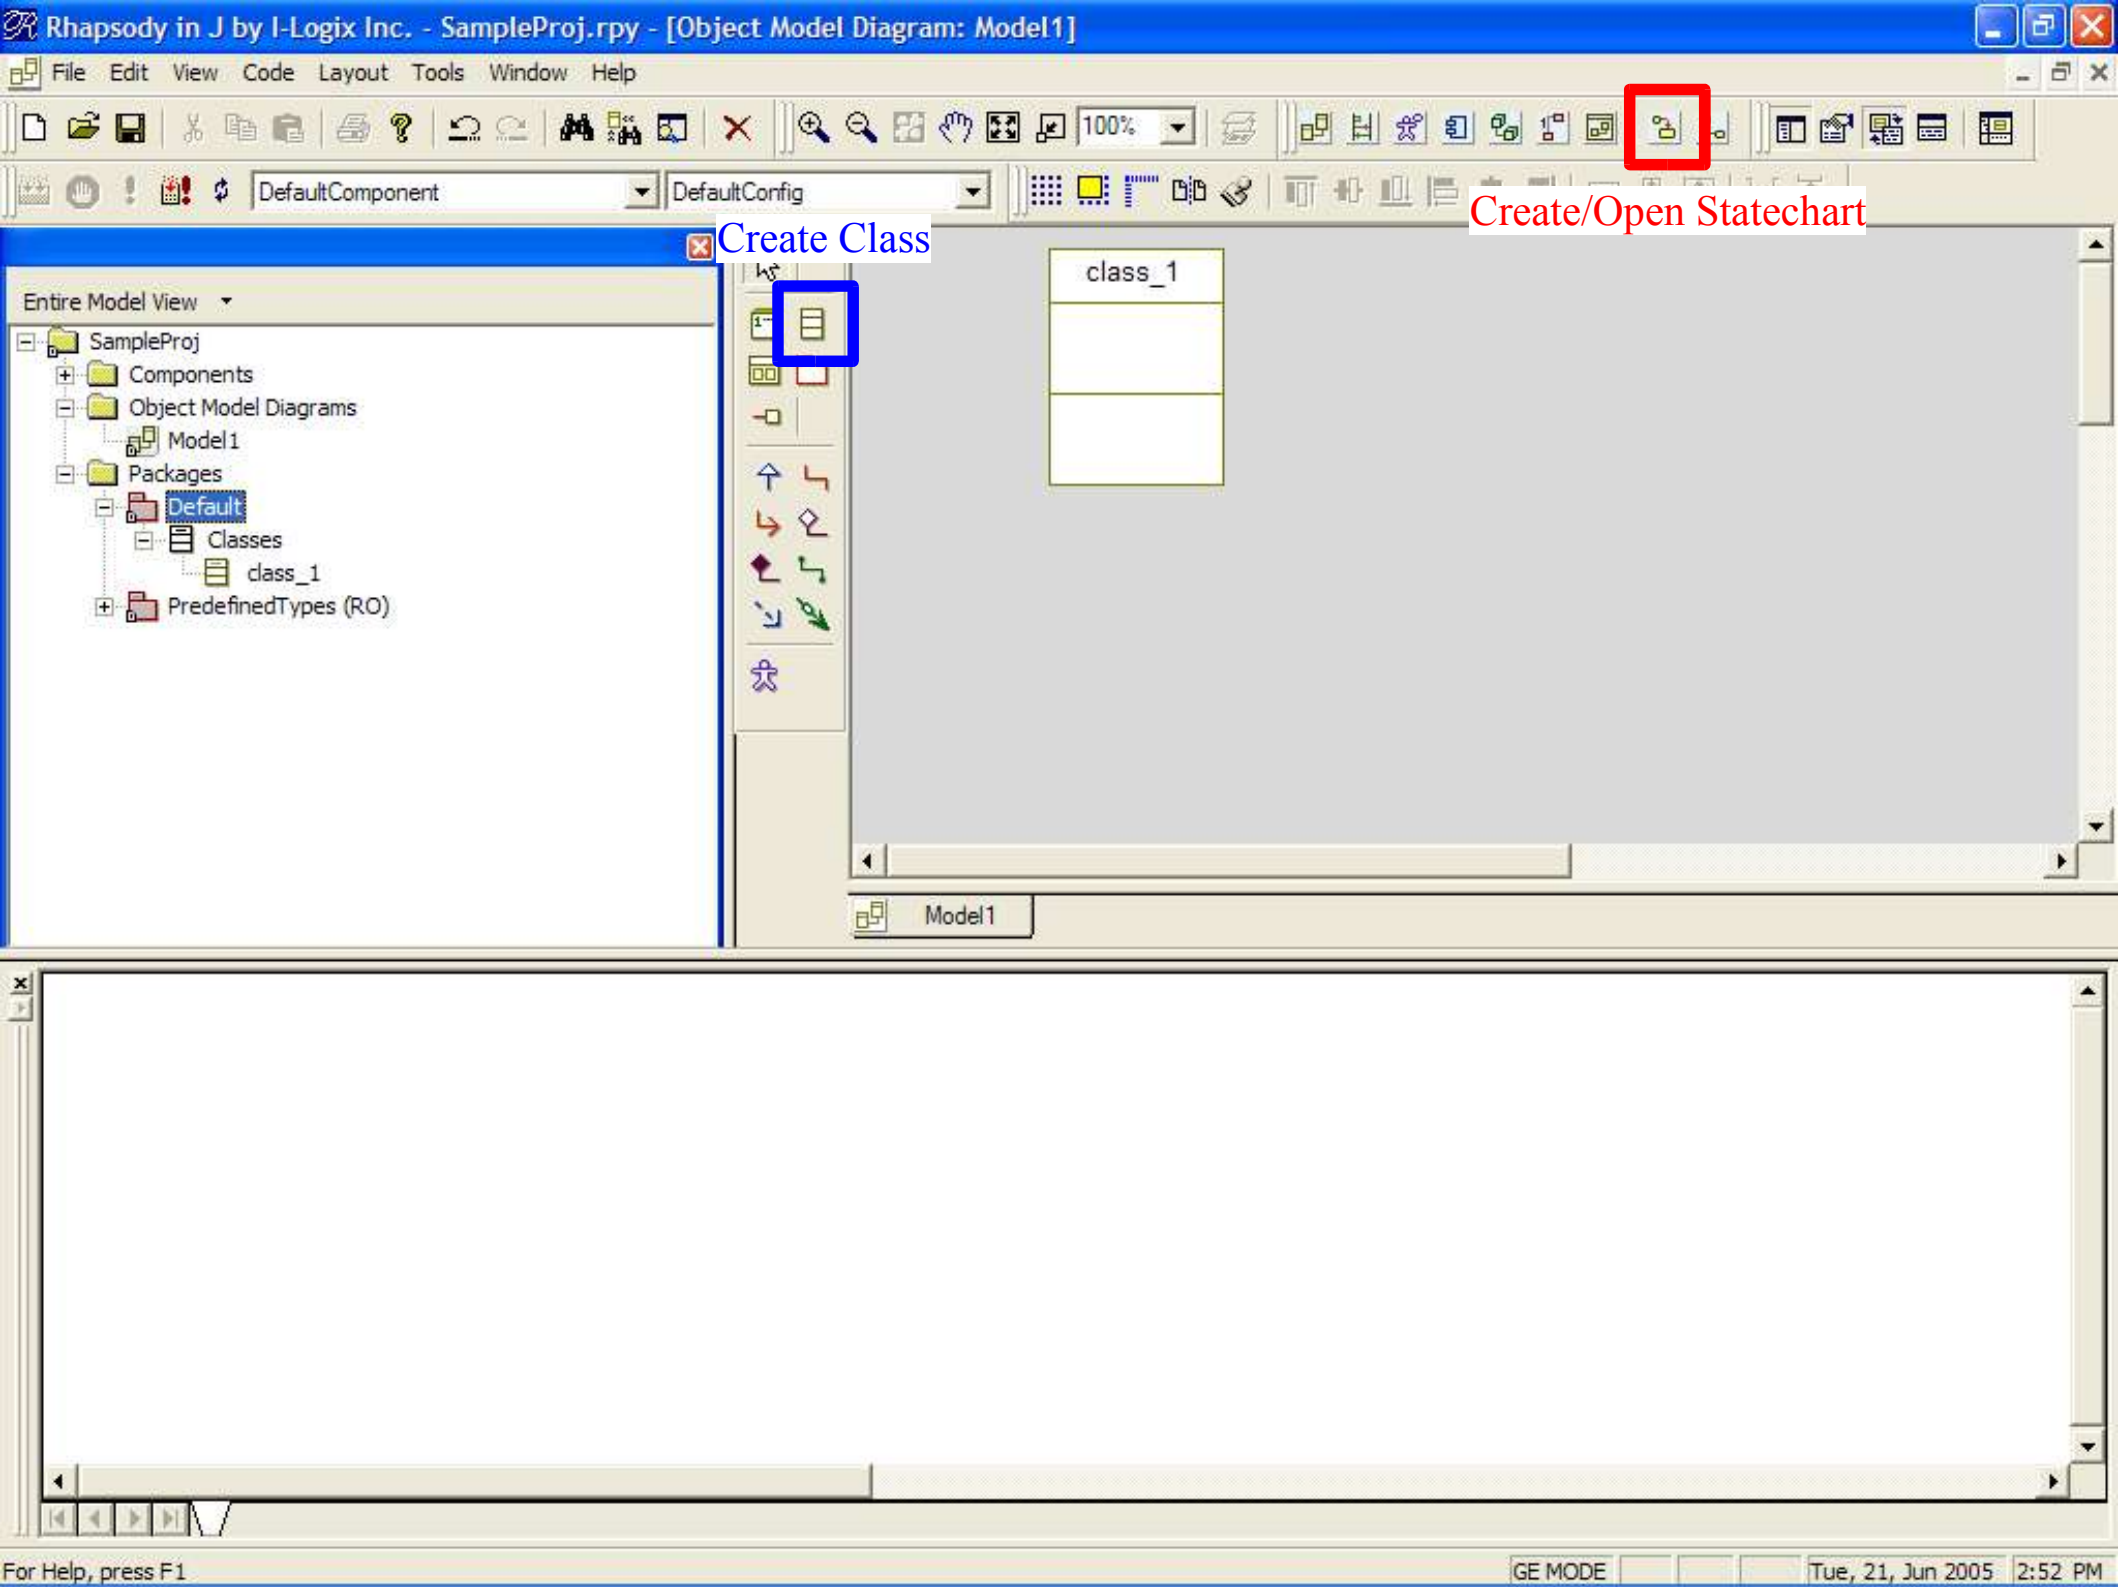 Rhapsody in J by I-Logix Inc. - SampleProj.rpy - [Object Model Diagram: Model1]
File Edit View Code Layout Tools Window Help
100%
DefaultComponent DefaultConfig
Create/Open Statechart
Create Class
class_1
Entire Model View
SampleProj
Components
Object Model Diagrams
Model1
Packages
Default
Classes
class_1
PredefinedTypes (RO)
Model1
For Help, press F1 GE MODE Tue, 21, Jun 2005 2:52 PM